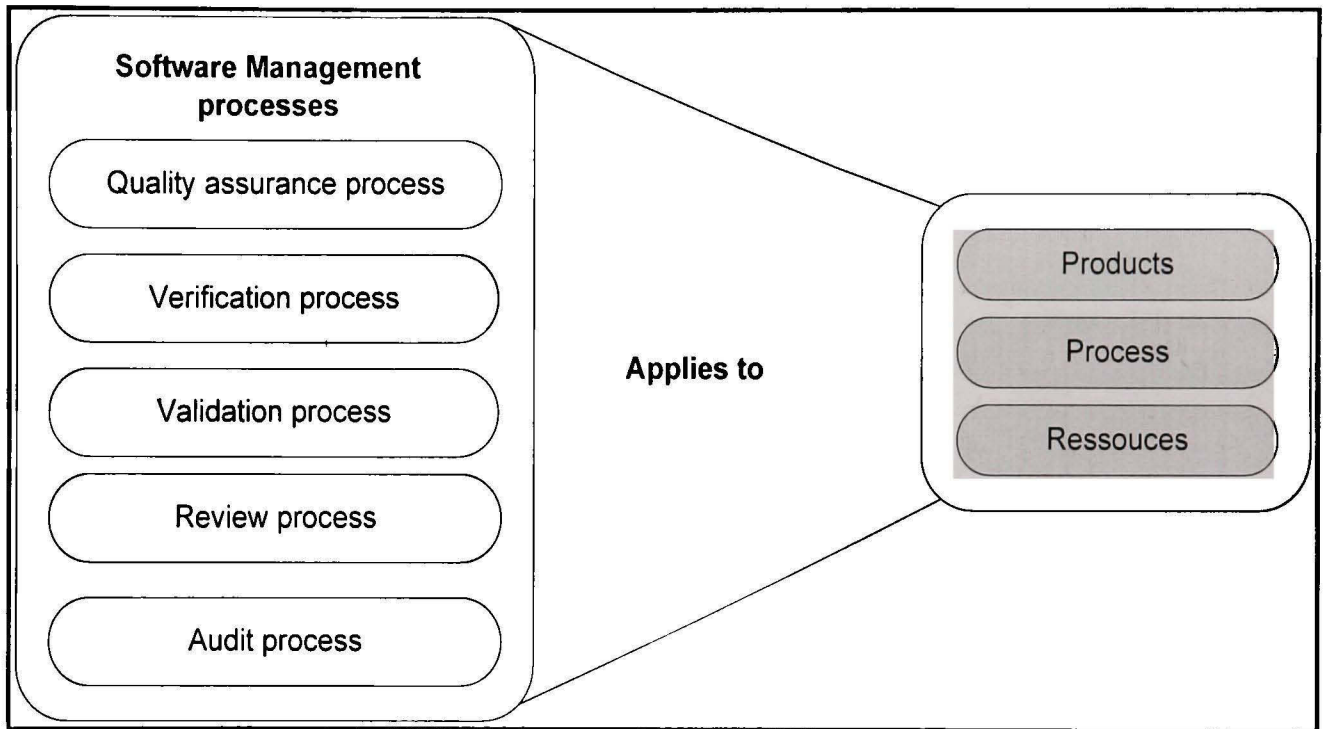 Software Management
processes
Quality assurance process
Verification process
Validation process
Review process
Audit process
Applies to
Products
Process
Ressouces